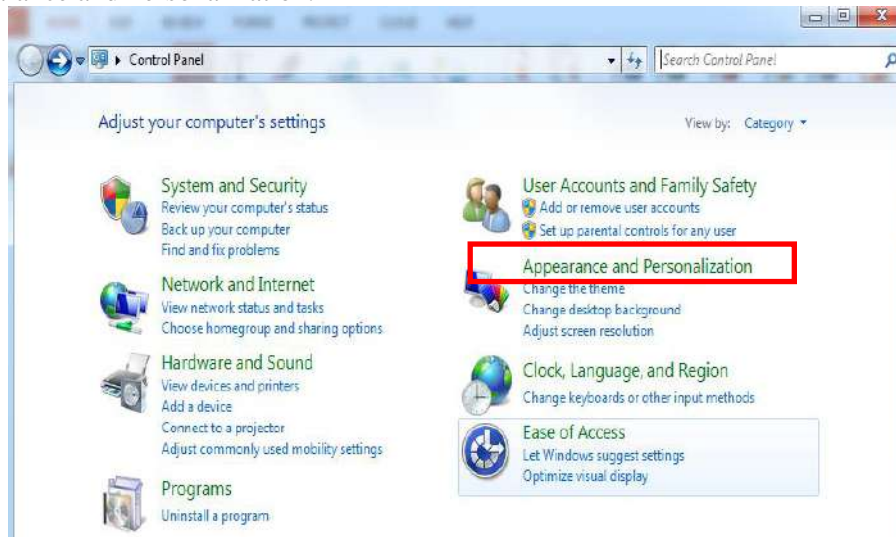 Control Panel
Search Control Panel
Adjust your computer's settings
View by: Category
System and Security
Review your computer's status
Back up your computer
Find and fix problems
Network and Internet
View network status and tasks
Choose homegroup and sharing options
Hardware and Sound
View devices and printers
Add a device
Connect to a projector
Adjust commonly used mobility settings
Programs
Uninstall a program
User Accounts and Family Safety
Add or remove user accounts
Set up parental controls for any user
Appearance and Personalization
Change the theme
Change desktop background
Adjust screen resolution
Clock, Language, and Region
Change keyboards or other input methods
Ease of Access
Let Windows suggest settings
Optimize visual display